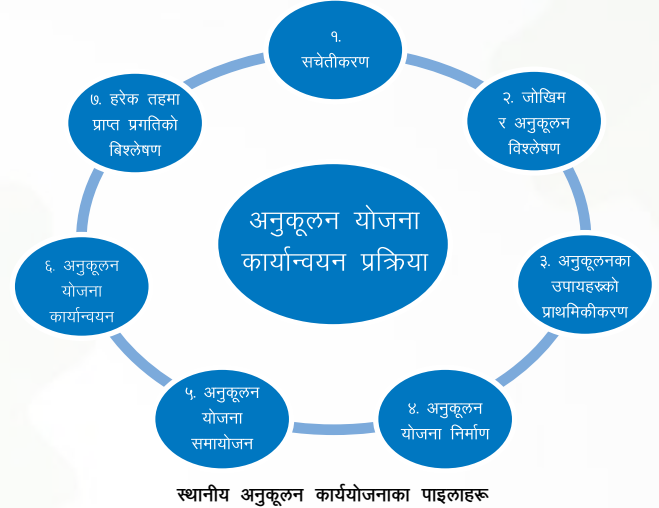 १.
सचेतीकरण
२. जोखिम
र अनुकूलन
विश्लेषण
३. अनुकूलनका
उपायहरुको
प्राथमिकीकरण
४. अनुकूलन
योजना निर्माण
५. अनुकूलन
योजना
समायोजन
६. अनुकूलन
योजना
कार्यान्वयन
७. हरेक तहमा
प्राप्त प्रगतिको
बिश्लेषण
अनुकूलन योजना
कार्यान्वयन प्रक्रिया
स्थानीय अनुकूलन कार्ययोजनाका पाइलाहरू